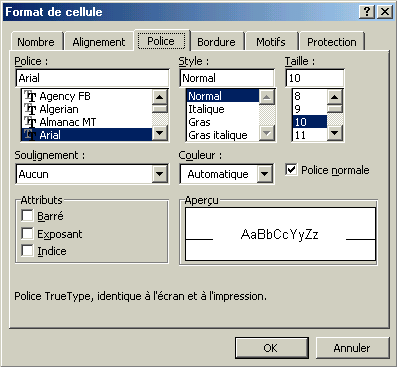 Format de cellule
Nombre Alignement Police Bordure Motifs Protection
Police : Style : Taille :
Arial Normal 10
Agency FB Normal 8
Algerian Italique 9
Almanac MT Gras 10
Arial Gras italique 11
Soulignement : Couleur :
Aucun Automatique Police normale
Attributs Aperçu
Barré
Exposant AaBbCcYyZz
Indice
Police TrueType, identique à l'écran et à l'impression.
OK Annuler